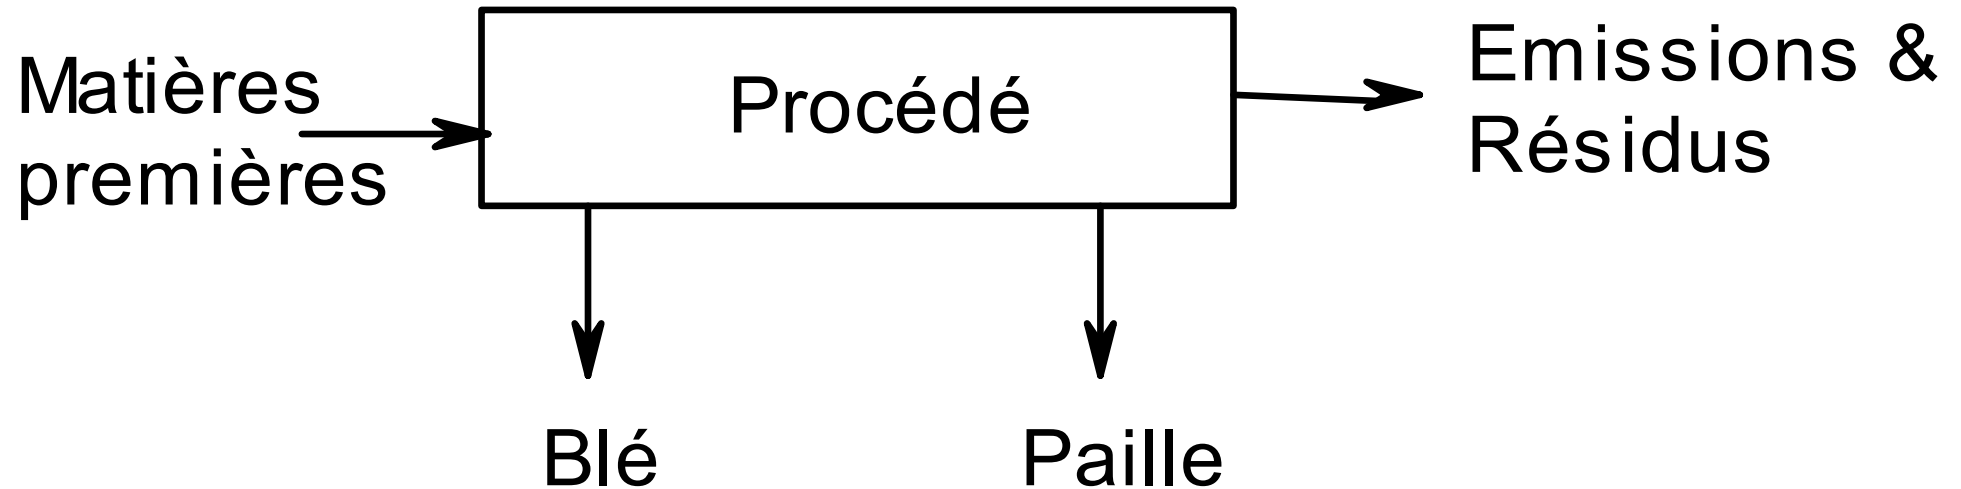 Matières
premières
Procédé
Emissions &
Résidus
Blé
Paille